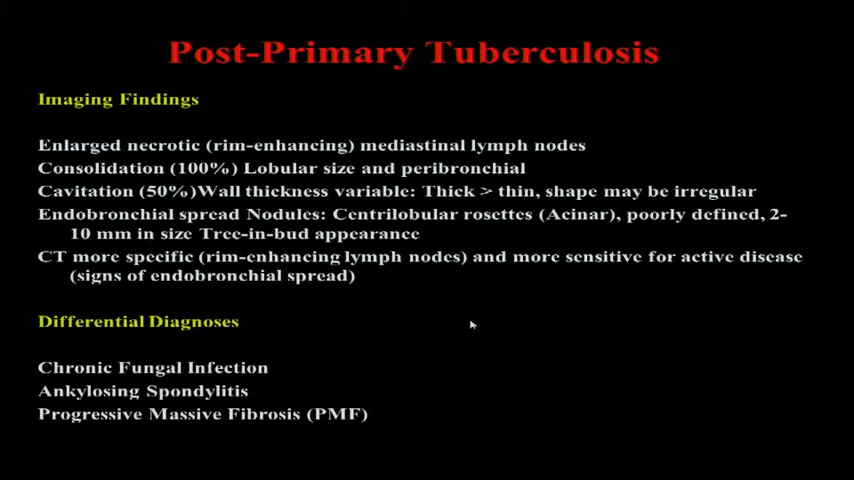 Post-Primary Tuberculosis
Imaging Findings
Enlarged necrotic (rim-enhancing) mediastinal lymph nodes
Consolidation (100%) Lobular size and peribronchial
Cavitation (50%)Wall thickness variable: Thick > thin, shape may be irregular
Endobronchial spread Nodules: Centrilobular rosettes (Acinar), poorly defined, 2-
10 mm in size Tree-in-bud appearance
CT more specific (rim-enhancing lymph nodes) and more sensitive for active disease
(signs of endobronchial spread)
Differential Diagnoses
Chronic Fungal Infection
Ankylosing Spondylitis
Progressive Massive Fibrosis (PMF)